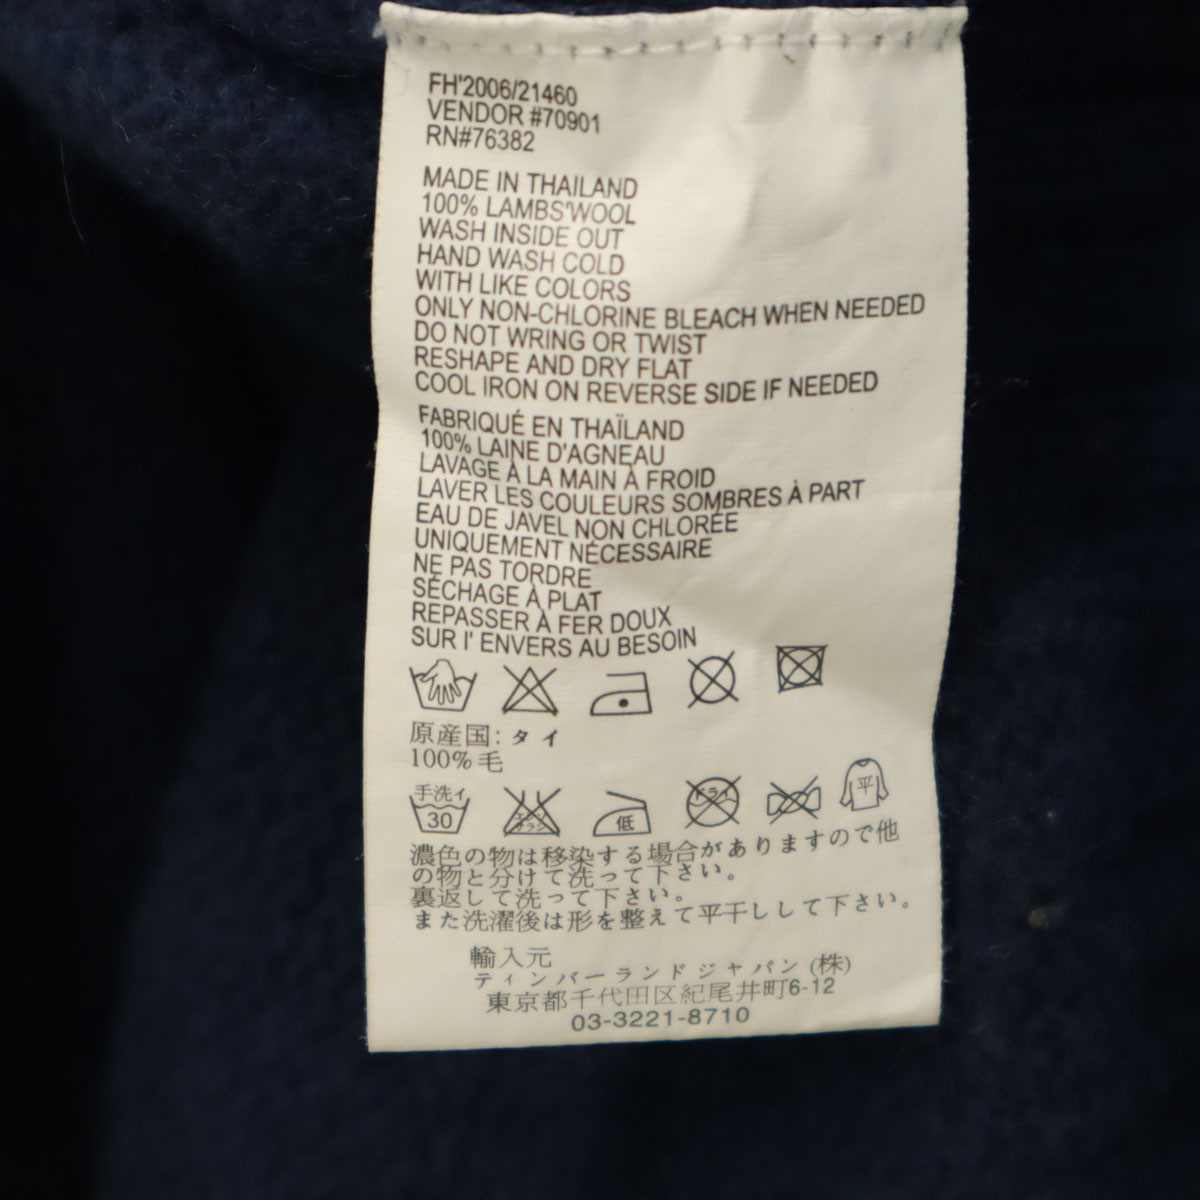 FH'2006/21460
VENDOR #70901
RN#76382
MADE IN THAILAND
100% LAMBS'WOOL
WASH INSIDE OUT
HAND WASH COLD
WITH LIKE COLORS
ONLY NON-CHLORINE BLEACH WHEN NEEDED
DO NOT WRING OR TWIST
RESHAPE AND DRY FLAT
COOL IRON ON REVERSE SIDE IF NEEDED
FABRIQUÉ EN THAÏLAND
100% LAINE D'AGNEAU
LAVAGE À LA MAIN À FROID
LAVER LES COULEURS SOMBRES À PART
EAU DE JAVEL NON CHLORÉE
UNIQUEMENT NÉCESSAIRE
NE PAS TORDRE
SÉCHAGE À PLAT
REPASSER À FER DOUX
SUR l' ENVERS AU BESOIN
原産国: タイ
100% 毛
手洗イ 30 エンソ サラシ 低 ドライ 平
濃色の物は移染する場合がありますので他
の物と分けて洗って下さい。
裏返して洗って下さい。
また洗濯後は形を整えて平干しして下さい。
輸入元
ティンバーランドジャパン (株)
東京都千代田区紀尾井町6-12
03-3221-8710